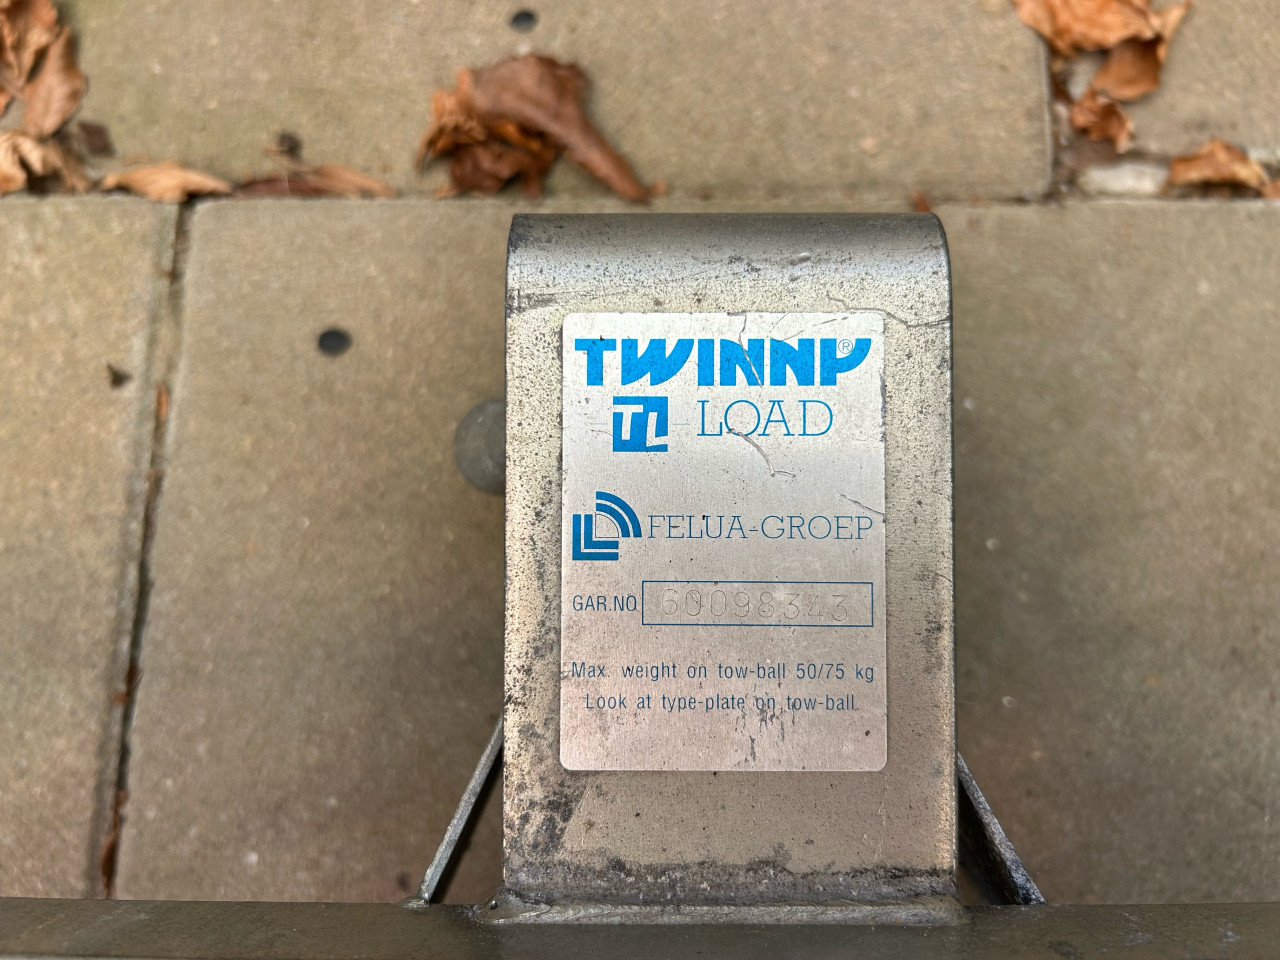 TWINNY®
TL LOAD
FELUA-GROEP
GAR.NO 60098343
Max. weight on tow-ball 50/75 kg
Look at type-plate on tow-ball.